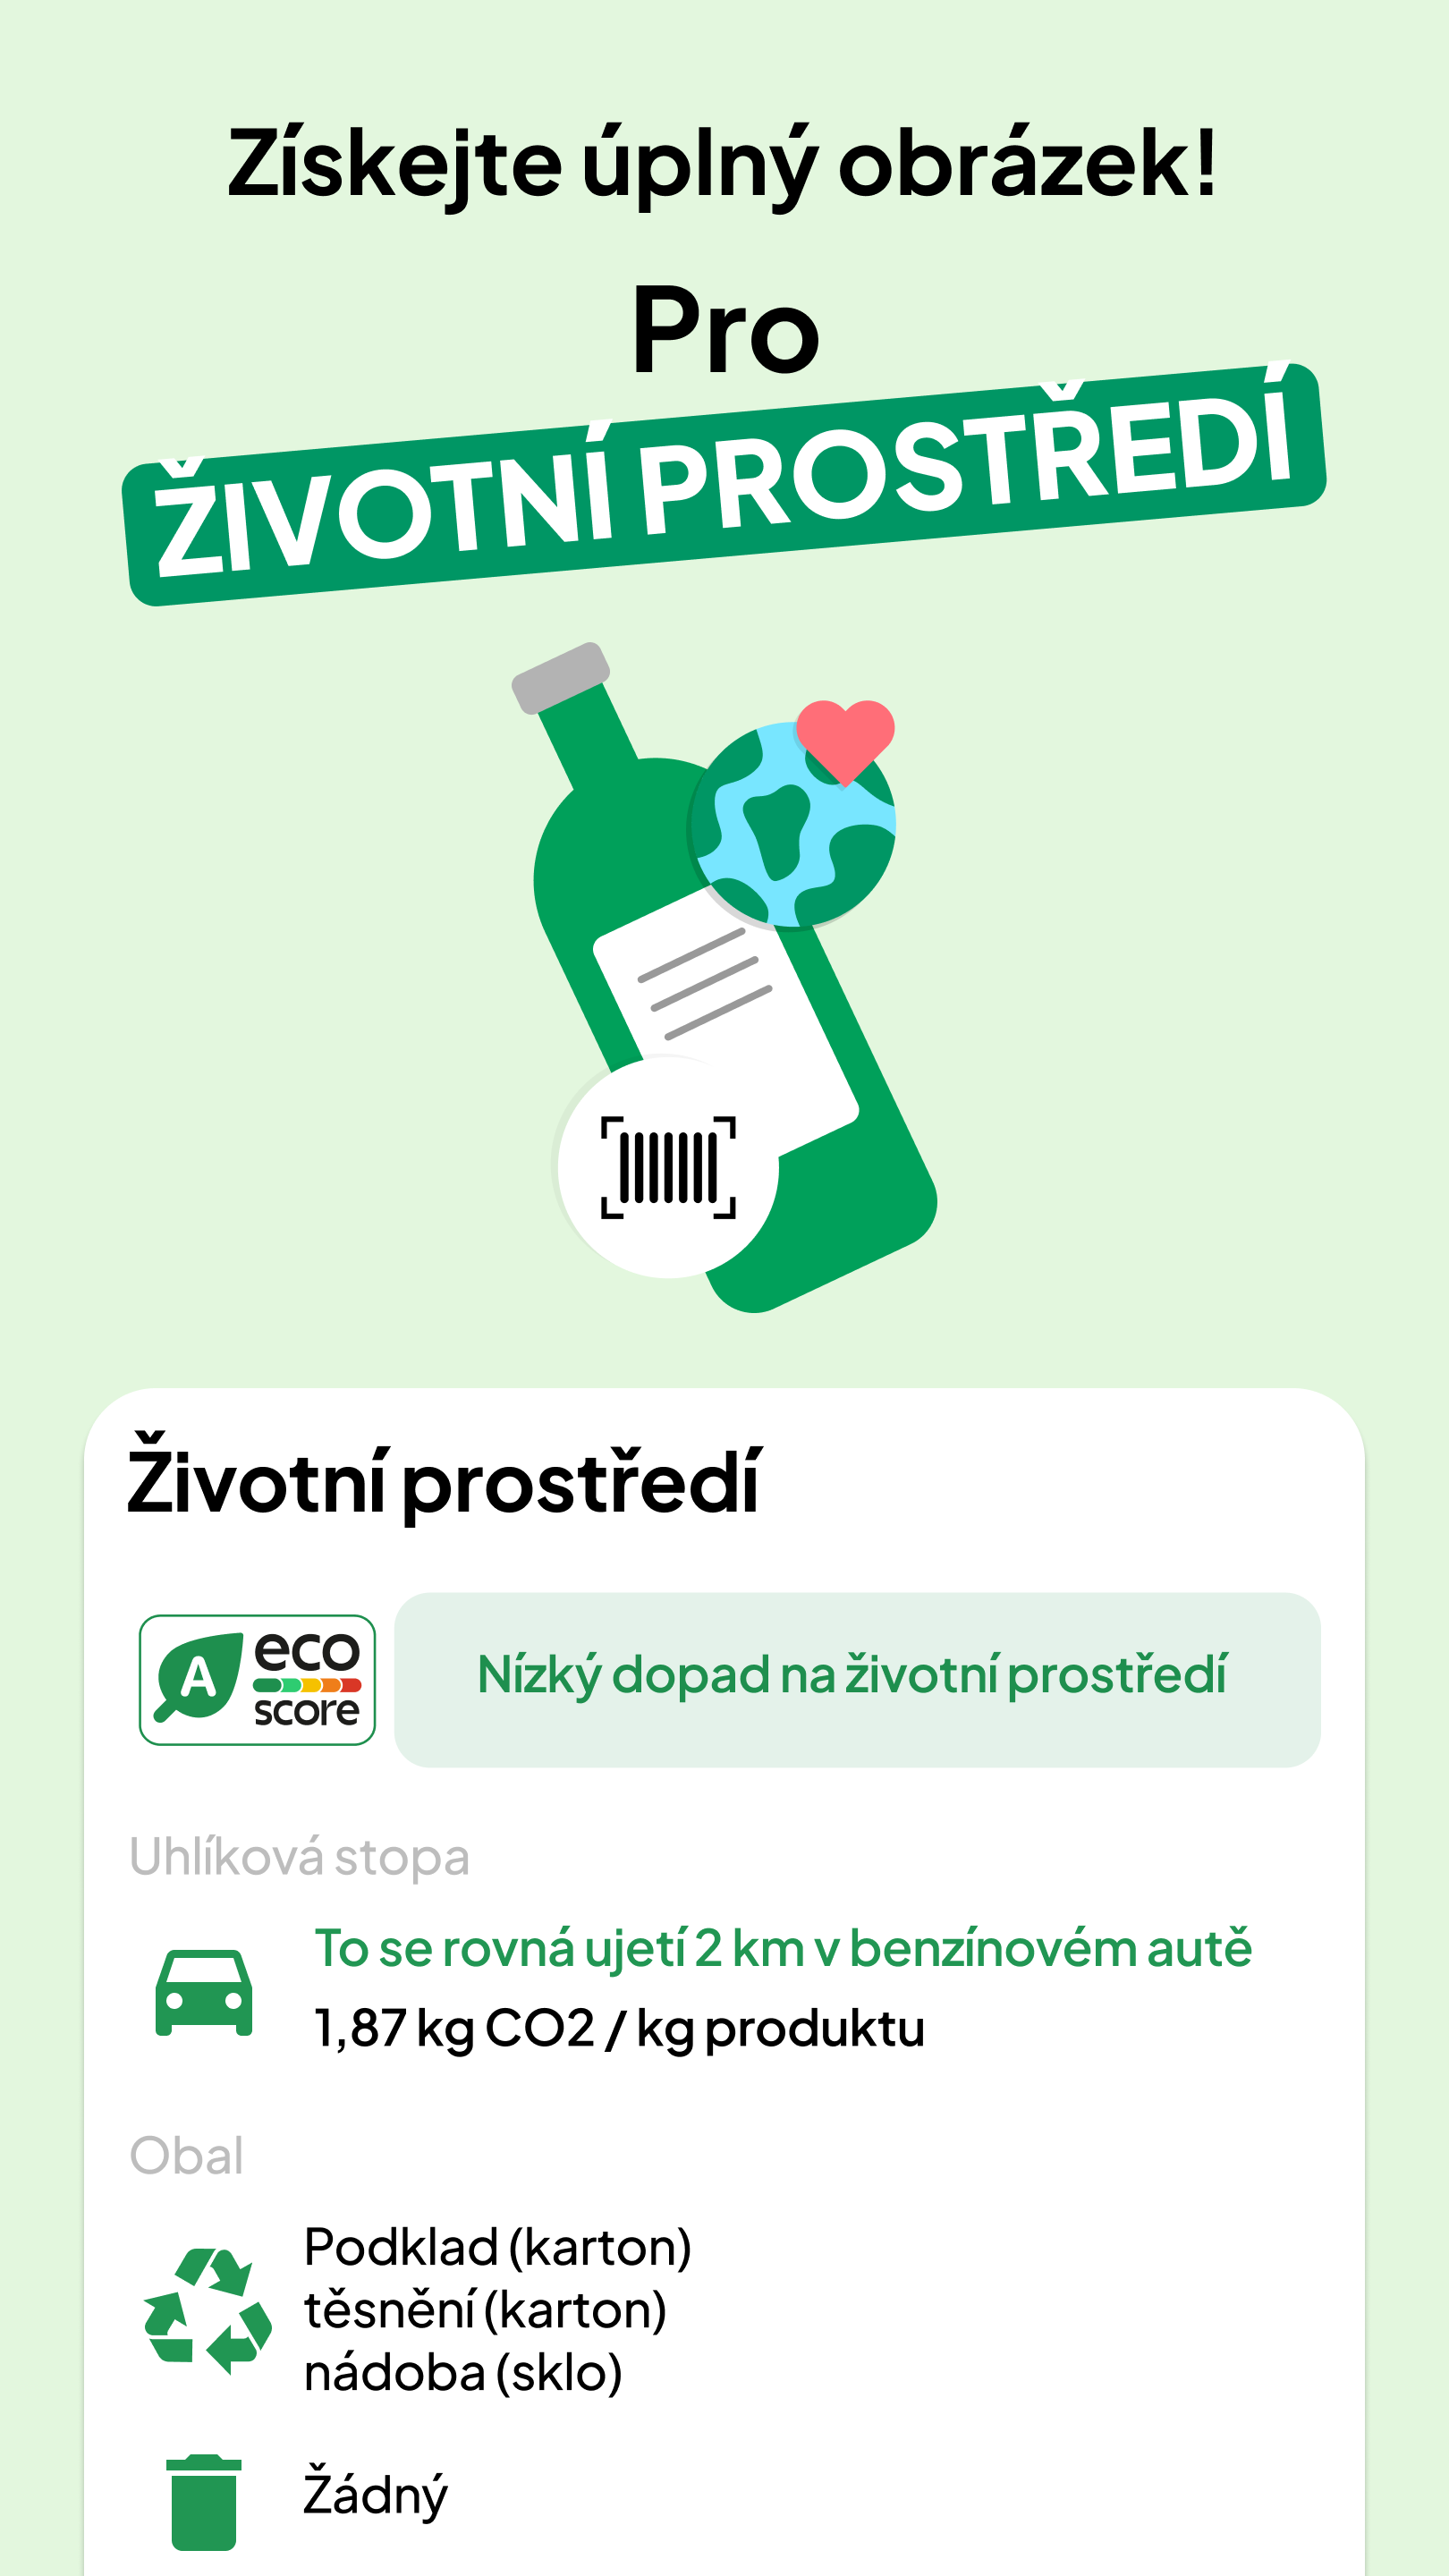 Získejte úplný obrázek!
Pro
ŽIVOTNÍ PROSTŘEDÍ
Životní prostředí
A
eco
score
Nízký dopad na životní prostředí
Uhlíková stopa
To se rovná ujetí 2 km v benzínovém autě
1,87 kg CO2 / kg produktu
Obal
Podklad (karton)
těsnění (karton)
nádoba (sklo)
Žádný